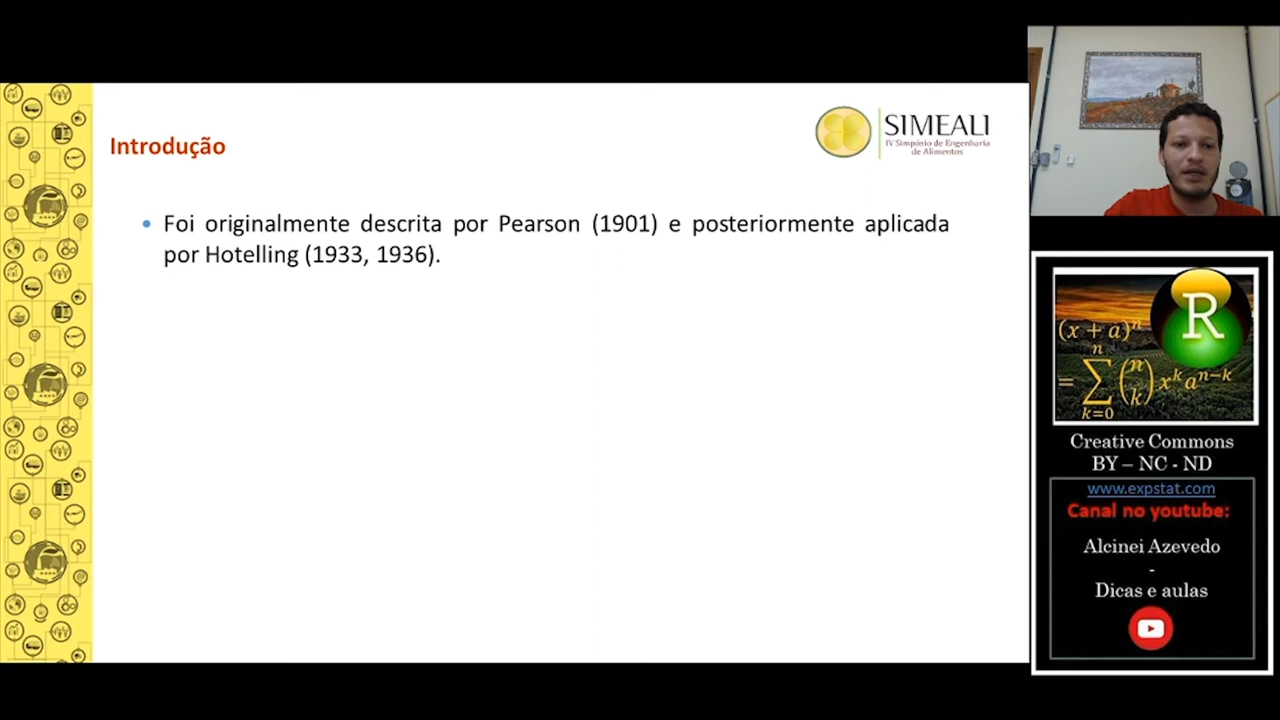 Introdução
SIMEALI
IV Simpósio de Engenharia
de Alimentos
• Foi originalmente descrita por Pearson (1901) e posteriormente aplicada
por Hotelling (1933, 1936).
R
(x + a)^n
= ∑_{k=0}^{n} (n k) x^k a^{n−k}
Creative Commons
BY – NC - ND
www.expstat.com
Canal no youtube:
Alcinei Azevedo
-
Dicas e aulas